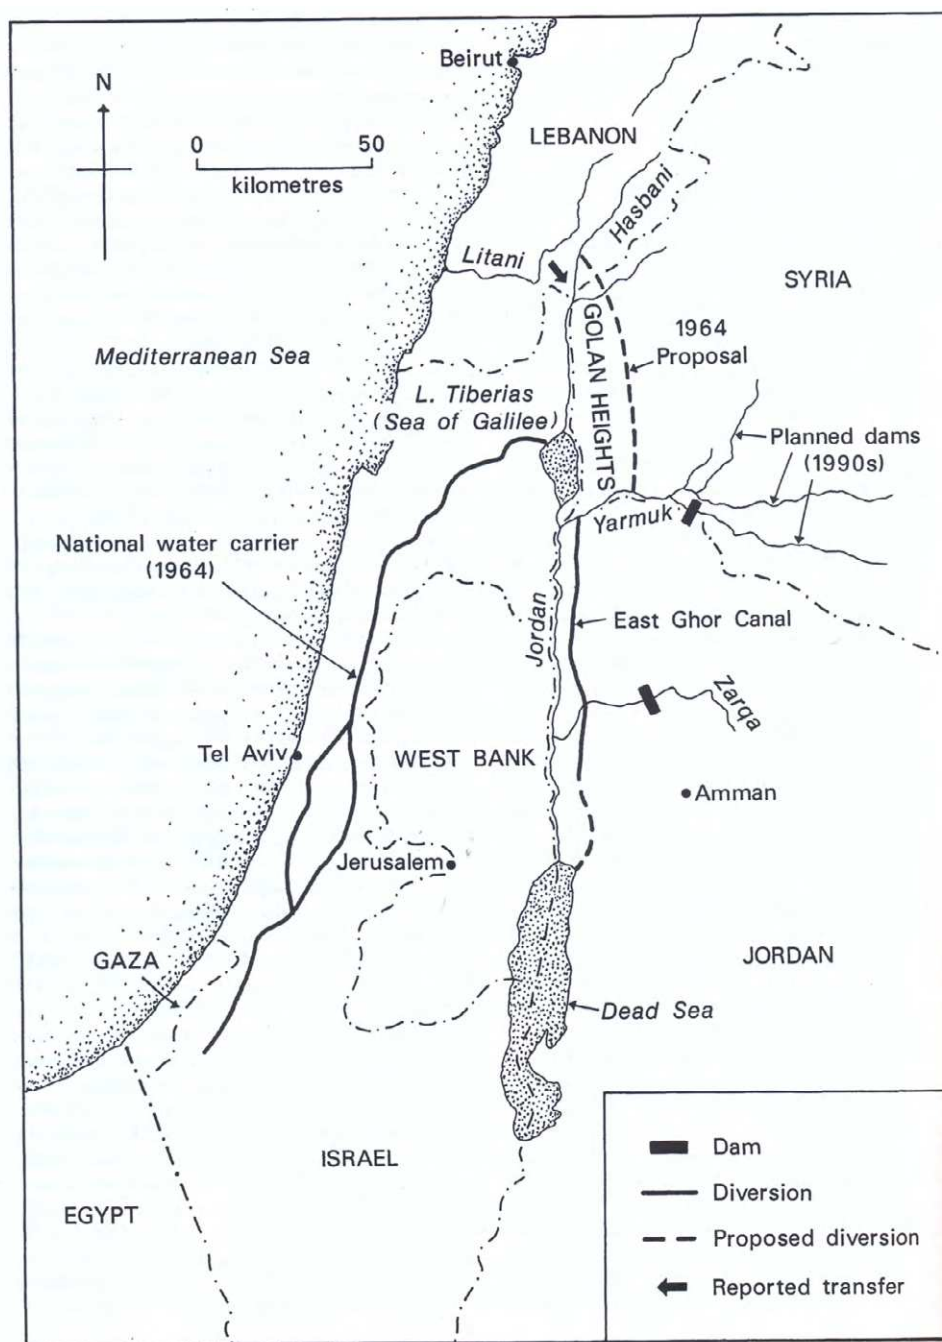 Beirut
N
0 50
kilometres
LEBANON
Hasbani
Litani
SYRIA
1964
Proposal
GOLAN HEIGHTS
Mediterranean Sea
L. Tiberias
(Sea of Galilee)
Planned dams
(1990s)
Yarmuk
National water carrier
(1964)
Jordan
East Ghor Canal
Zarqa
Tel Aviv
WEST BANK
Amman
Jerusalem
GAZA
JORDAN
Dead Sea
ISRAEL
EGYPT
Dam
Diversion
Proposed diversion
Reported transfer